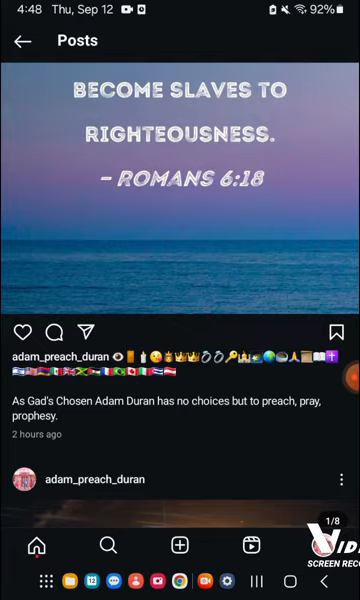 4:48 Thu, Sep 12 92%
Posts
BECOME SLAVES TO
RIGHTEOUSNESS.
– ROMANS 6:18
adam_preach_duran
As Gad's Chosen Adam Duran has no choices but to preach, pray,
prophesy.
2 hours ago
adam_preach_duran
1/8
SCREEN RECO